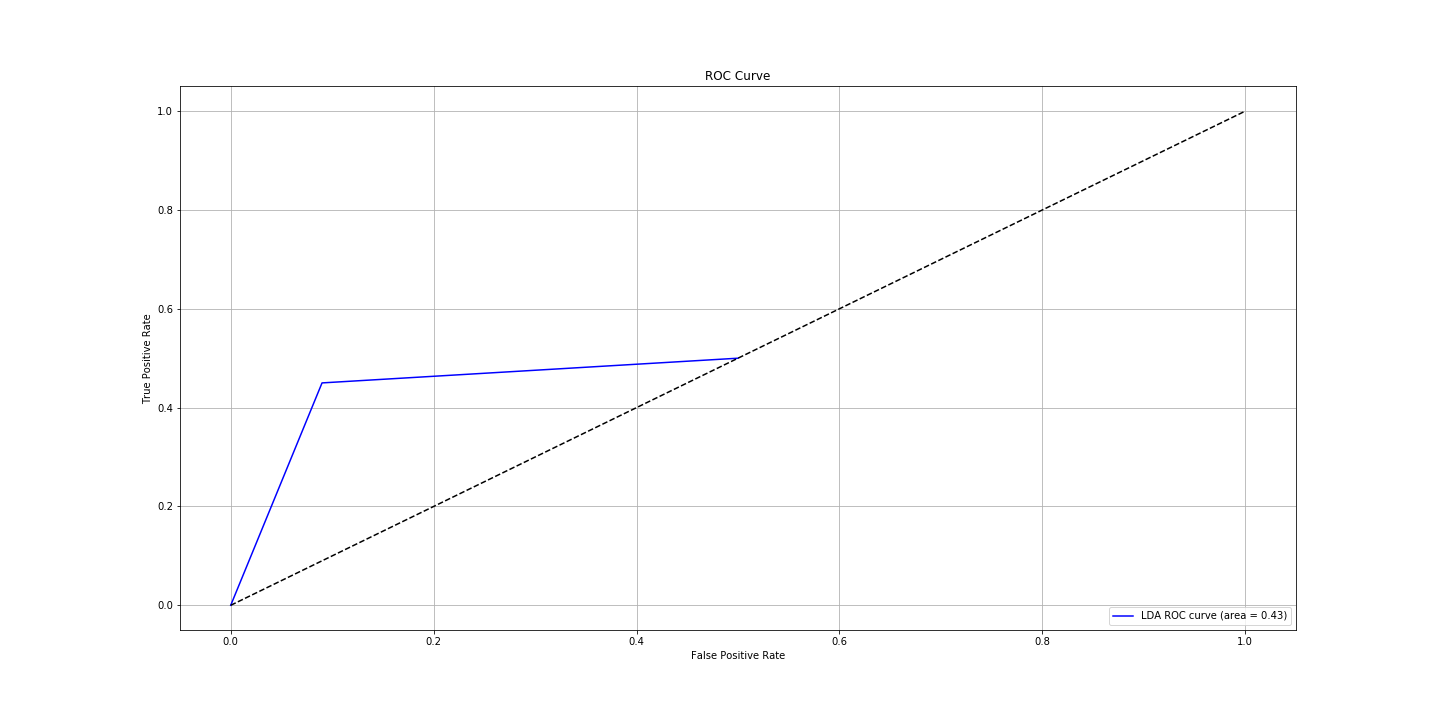 ROC Curve
1.0
0.8
0.6
0.4
0.2
0.0
True Positive Rate
0.0 0.2 0.4 0.6 0.8 1.0
False Positive Rate
LDA ROC curve (area = 0.43)